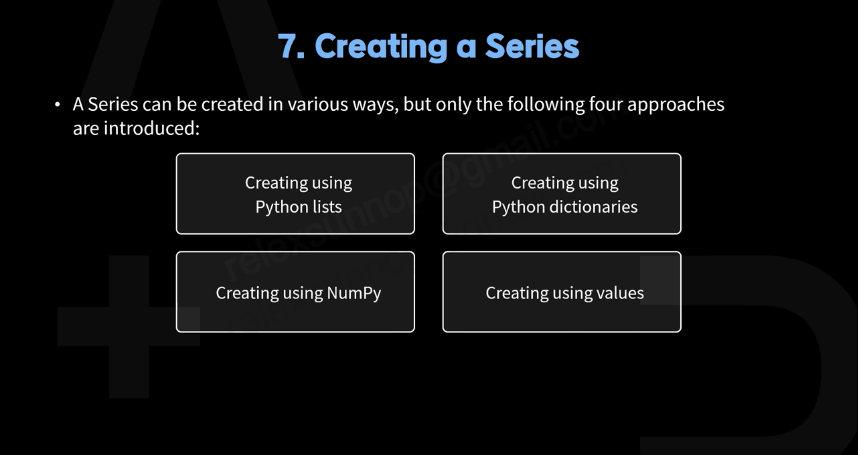 7. Creating a Series
• A Series can be created in various ways, but only the following four approaches
are introduced:
Creating using
Python lists
Creating using
Python dictionaries
Creating using NumPy
Creating using values
relexsunnop@gmail.com